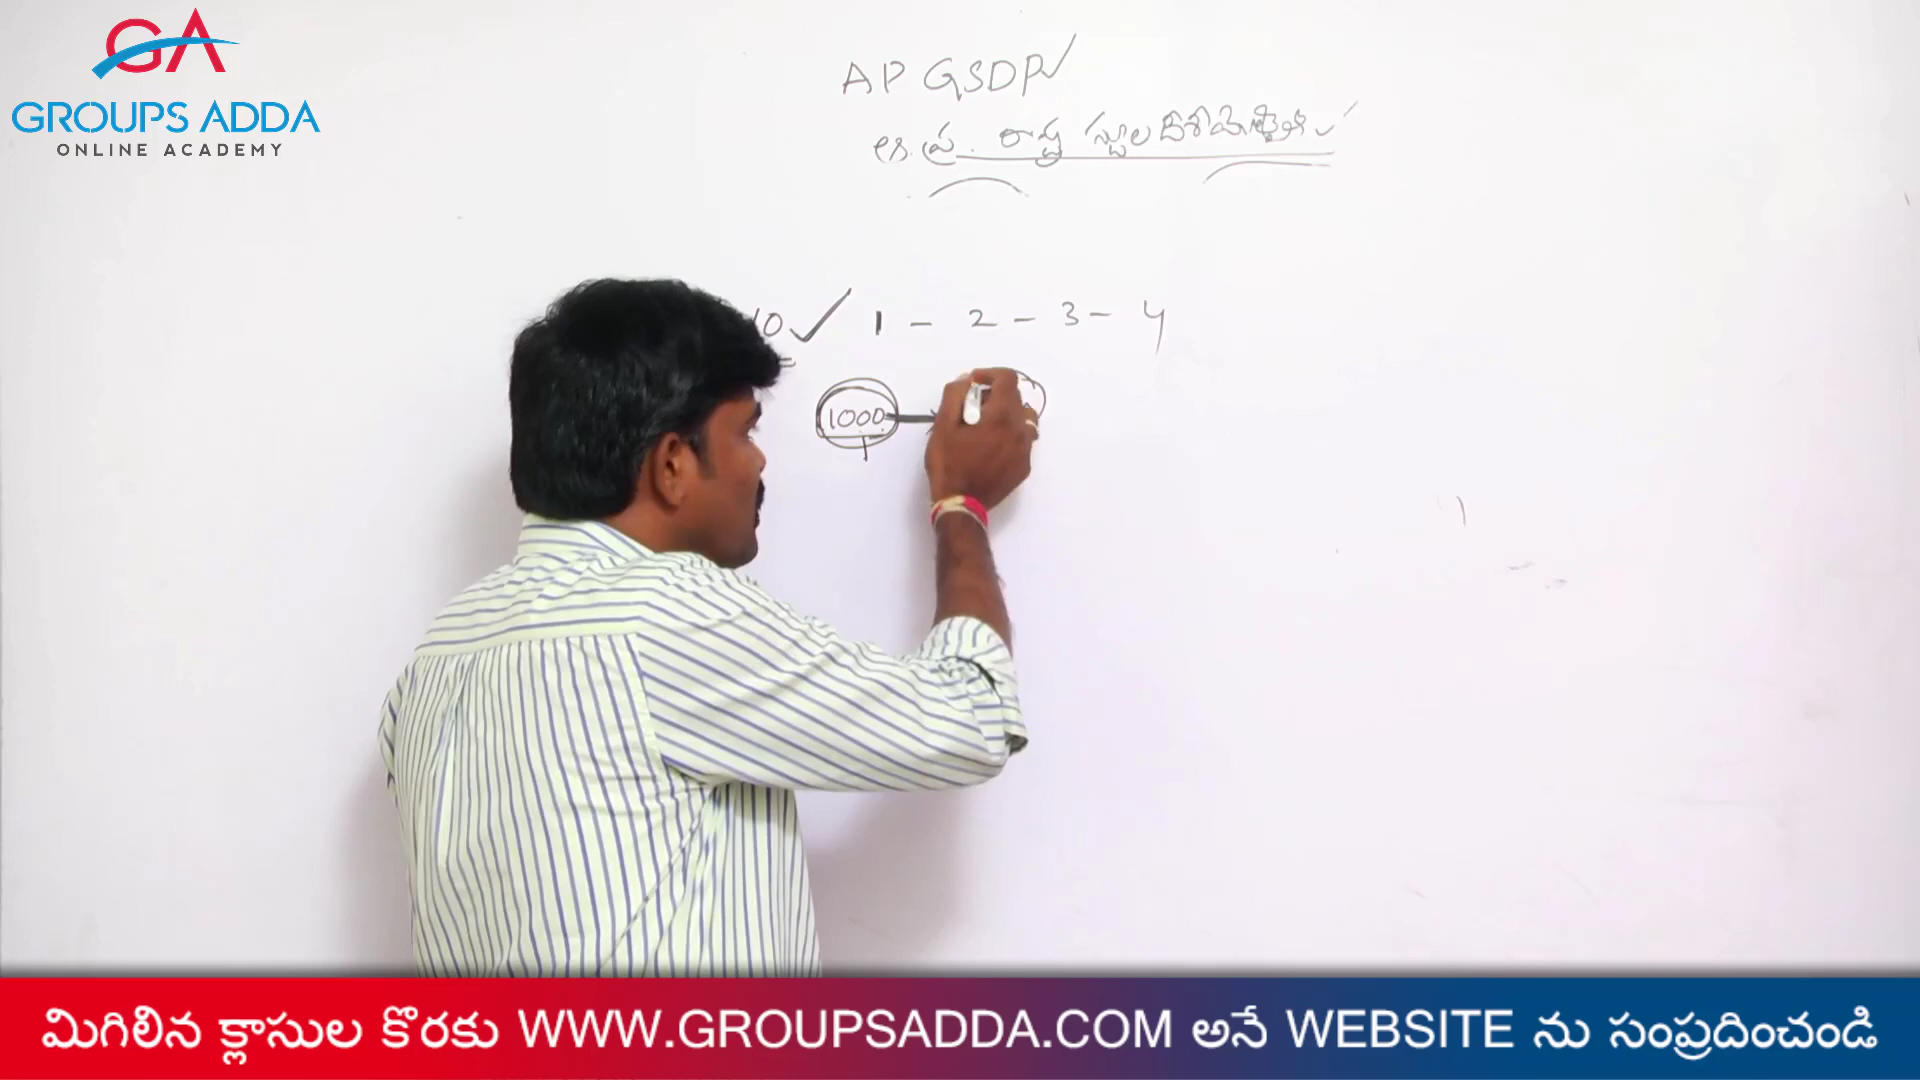 GA
GROUPS ADDA
ONLINE ACADEMY
AP GSDP
ఆ.ప్ర. రాష్ట్ర స్థూల
10 ✓ 1 - 2 - 3 - 4
1000
మిగిలిన క్లాసుల కొరకు WWW.GROUPSADDA.COM అనే WEBSITE ను సంప్రదించండి